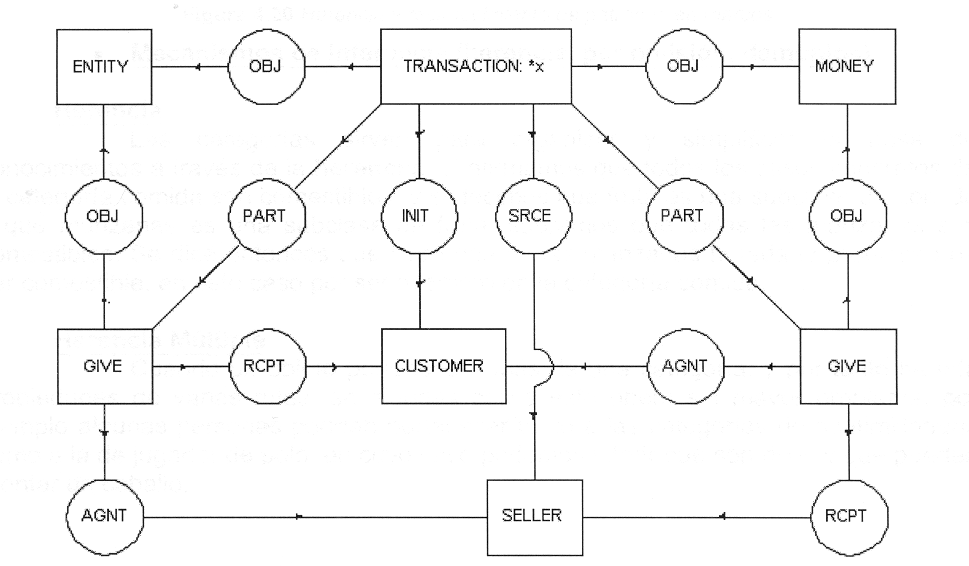 ENTITY
OBJ
TRANSACTION: *x
OBJ
MONEY
OBJ
PART
INIT
SRCE
PART
OBJ
GIVE
RCPT
CUSTOMER
AGNT
GIVE
AGNT
SELLER
RCPT